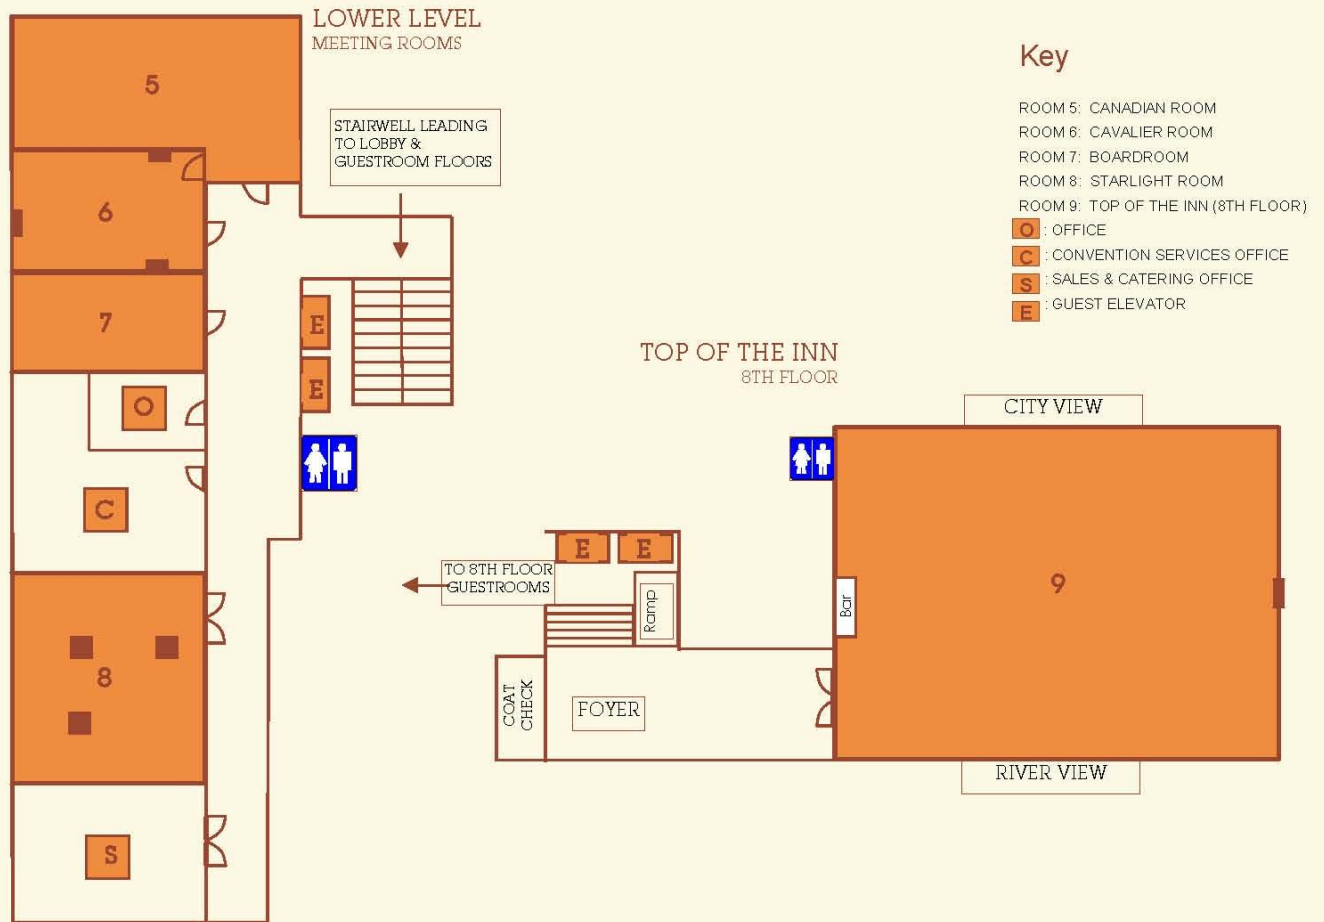 LOWER LEVEL
MEETING ROOMS
5
STAIRWELL LEADING
TO LOBBY &
GUESTROOM FLOORS
6
7
E
E
O
C
8
S
Key
ROOM 5: CANADIAN ROOM
ROOM 6: CAVALIER ROOM
ROOM 7: BOARDROOM
ROOM 8: STARLIGHT ROOM
ROOM 9: TOP OF THE INN (8TH FLOOR)
O : OFFICE
C : CONVENTION SERVICES OFFICE
S : SALES & CATERING OFFICE
E : GUEST ELEVATOR
TOP OF THE INN
8TH FLOOR
CITY VIEW
E E
TO 8TH FLOOR
GUESTROOMS
Ramp
Bar
9
COAT
CHECK
FOYER
RIVER VIEW